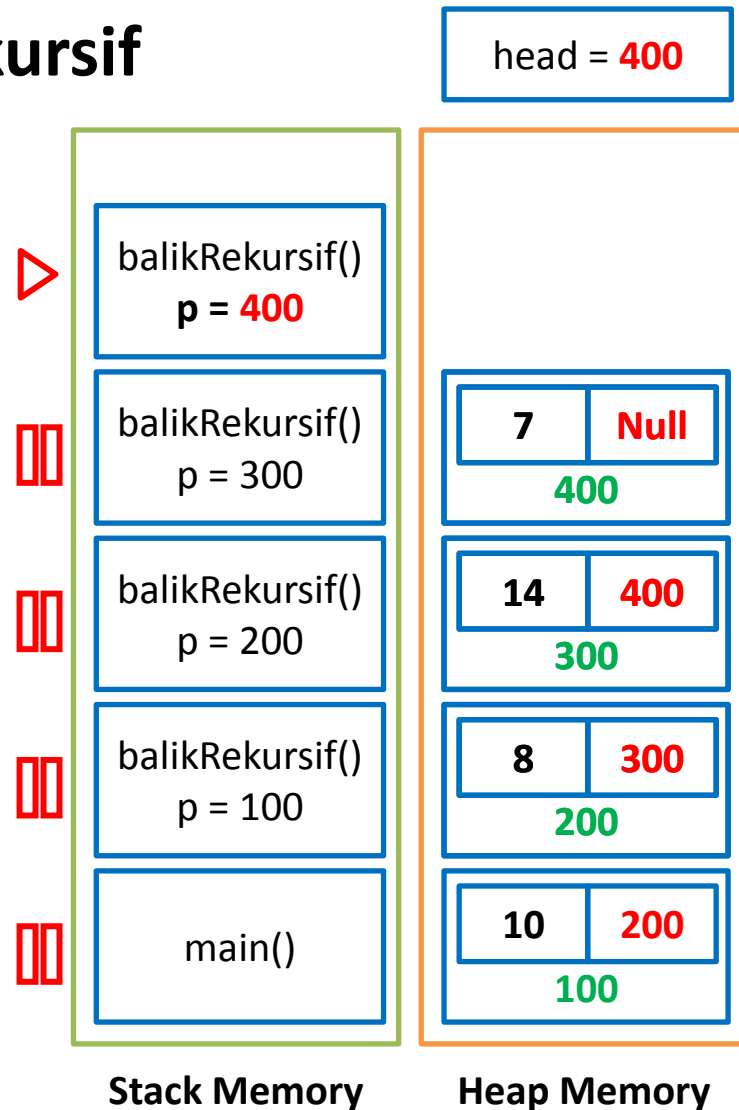 kursif
head = 400
balikRekursif()
p = 400
balikRekursif()
p = 300
balikRekursif()
p = 200
balikRekursif()
p = 100
main()
7 Null
400
14 400
300
8 300
200
10 200
100
Stack Memory
Heap Memory